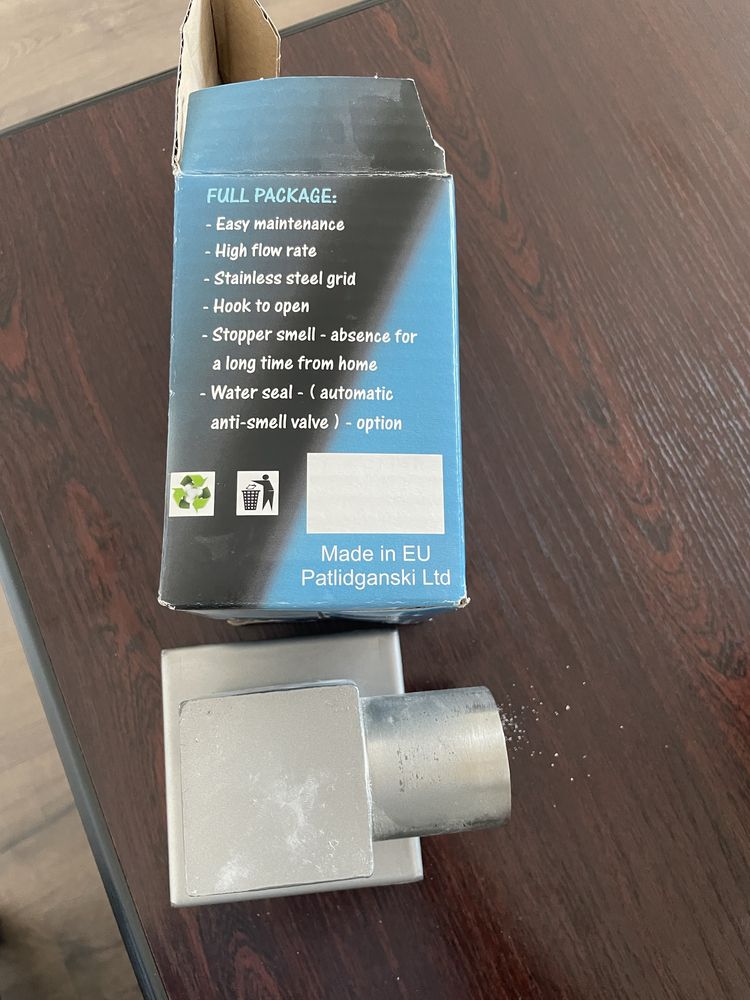 FULL PACKAGE:
- Easy maintenance
- High flow rate
- Stainless steel grid
- Hook to open
- Stopper smell - absence for
a long time from home
- Water seal - ( automatic
anti-smell valve ) - option
Made in EU
Patlidganski Ltd